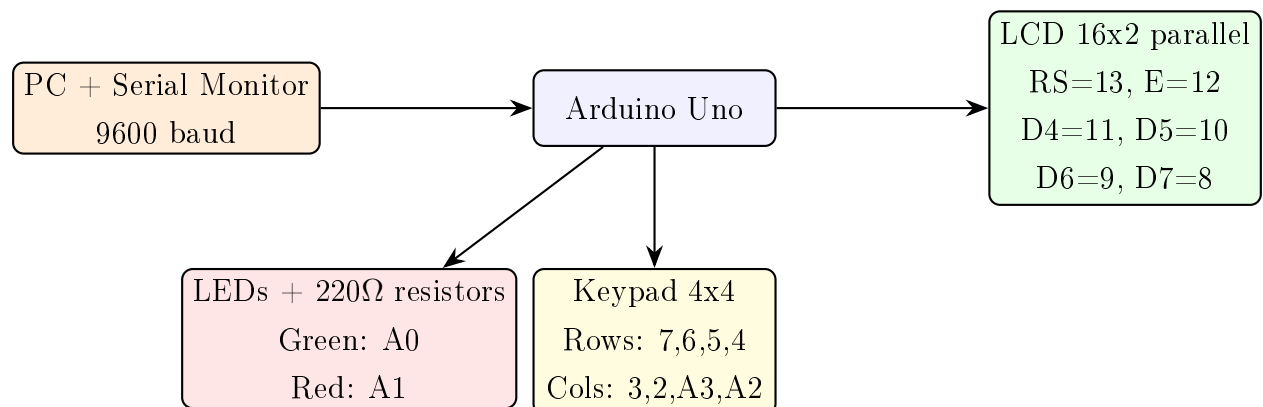 PC + Serial Monitor
9600 baud
Arduino Uno
LCD 16x2 parallel
RS=13, E=12
D4=11, D5=10
D6=9, D7=8
LEDs + 220Ω resistors
Green: A0
Red: A1
Keypad 4x4
Rows: 7,6,5,4
Cols: 3,2,A3,A2